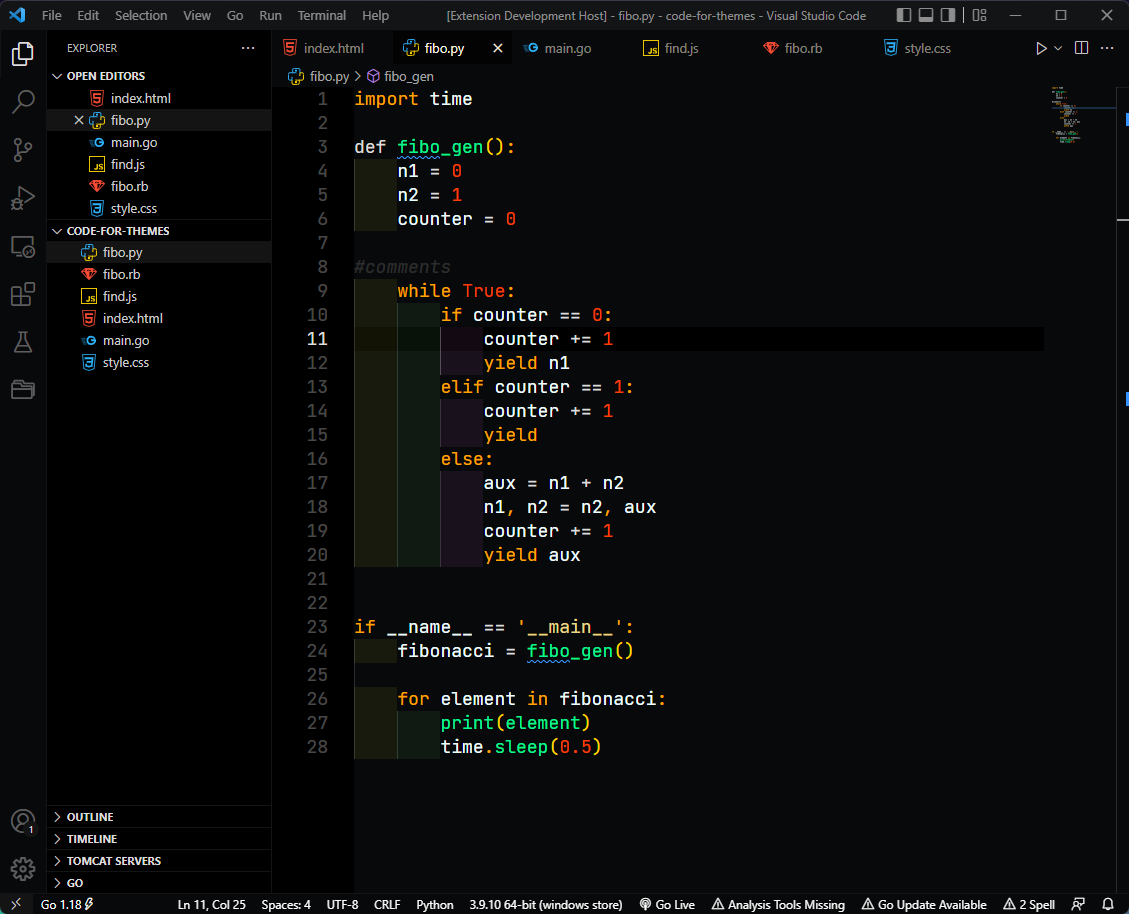 File Edit Selection View Go Run Terminal Help [Extension Development Host] - fibo.py - code-for-themes - Visual Studio Code
EXPLORER
index.html fibo.py main.go find.js fibo.rb style.css
OPEN EDITORS
index.html
fibo.py
main.go
find.js
fibo.rb
style.css
CODE-FOR-THEMES
fibo.py
fibo.rb
find.js
index.html
main.go
style.css
OUTLINE
TIMELINE
TOMCAT SERVERS
GO
1
fibo.py > fibo_gen
1 import time
2
3 def fibo_gen():
4     n1 = 0
5     n2 = 1
6     counter = 0
7
8 #comments
9     while True:
10         if counter == 0:
11             counter += 1
12             yield n1
13         elif counter == 1:
14             counter += 1
15             yield
16         else:
17             aux = n1 + n2
18             n1, n2 = n2, aux
19             counter += 1
20             yield aux
21
22
23 if __name__ == '__main__':
24     fibonacci = fibo_gen()
25
26     for element in fibonacci:
27         print(element)
28         time.sleep(0.5)
Go 1.18 Ln 11, Col 25 Spaces: 4 UTF-8 CRLF Python 3.9.10 64-bit (windows store) Go Live Analysis Tools Missing Go Update Available 2 Spell